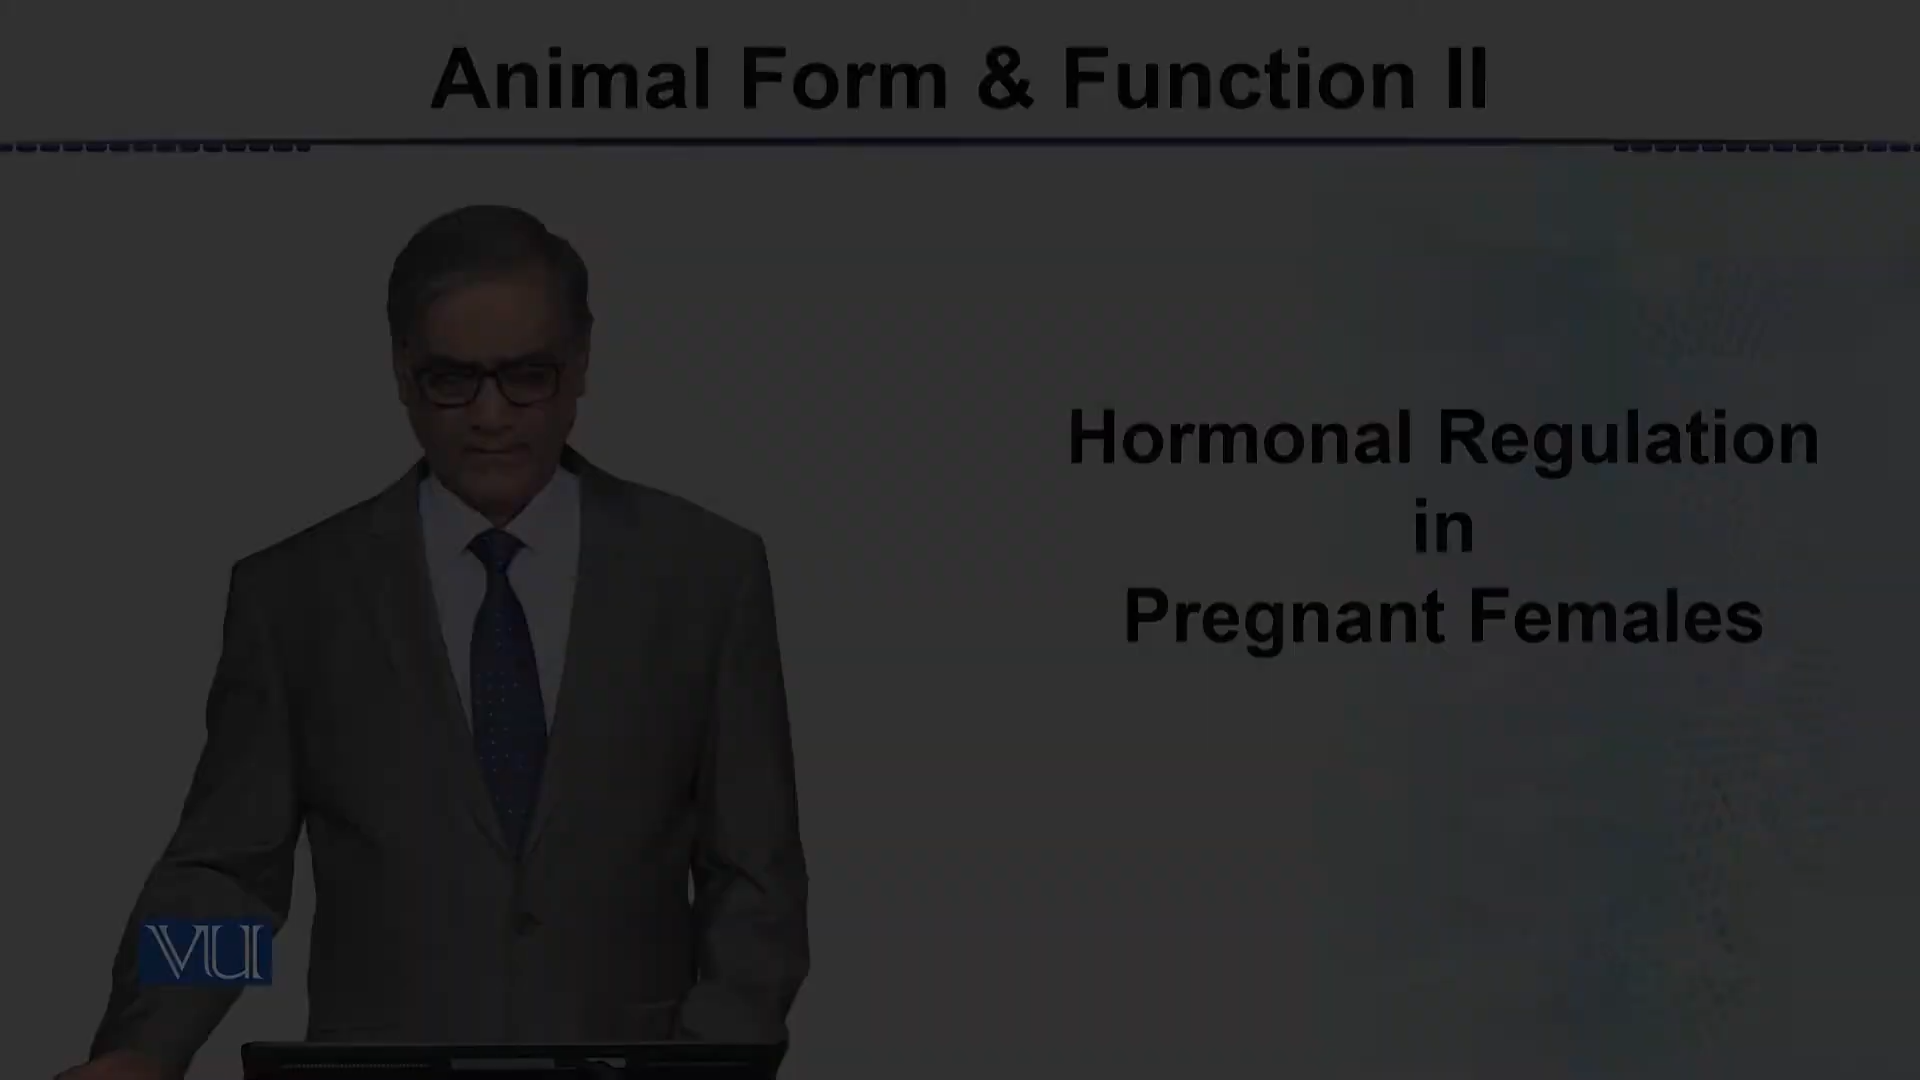 Animal Form & Function II
Hormonal Regulation
in
Pregnant Females
VU